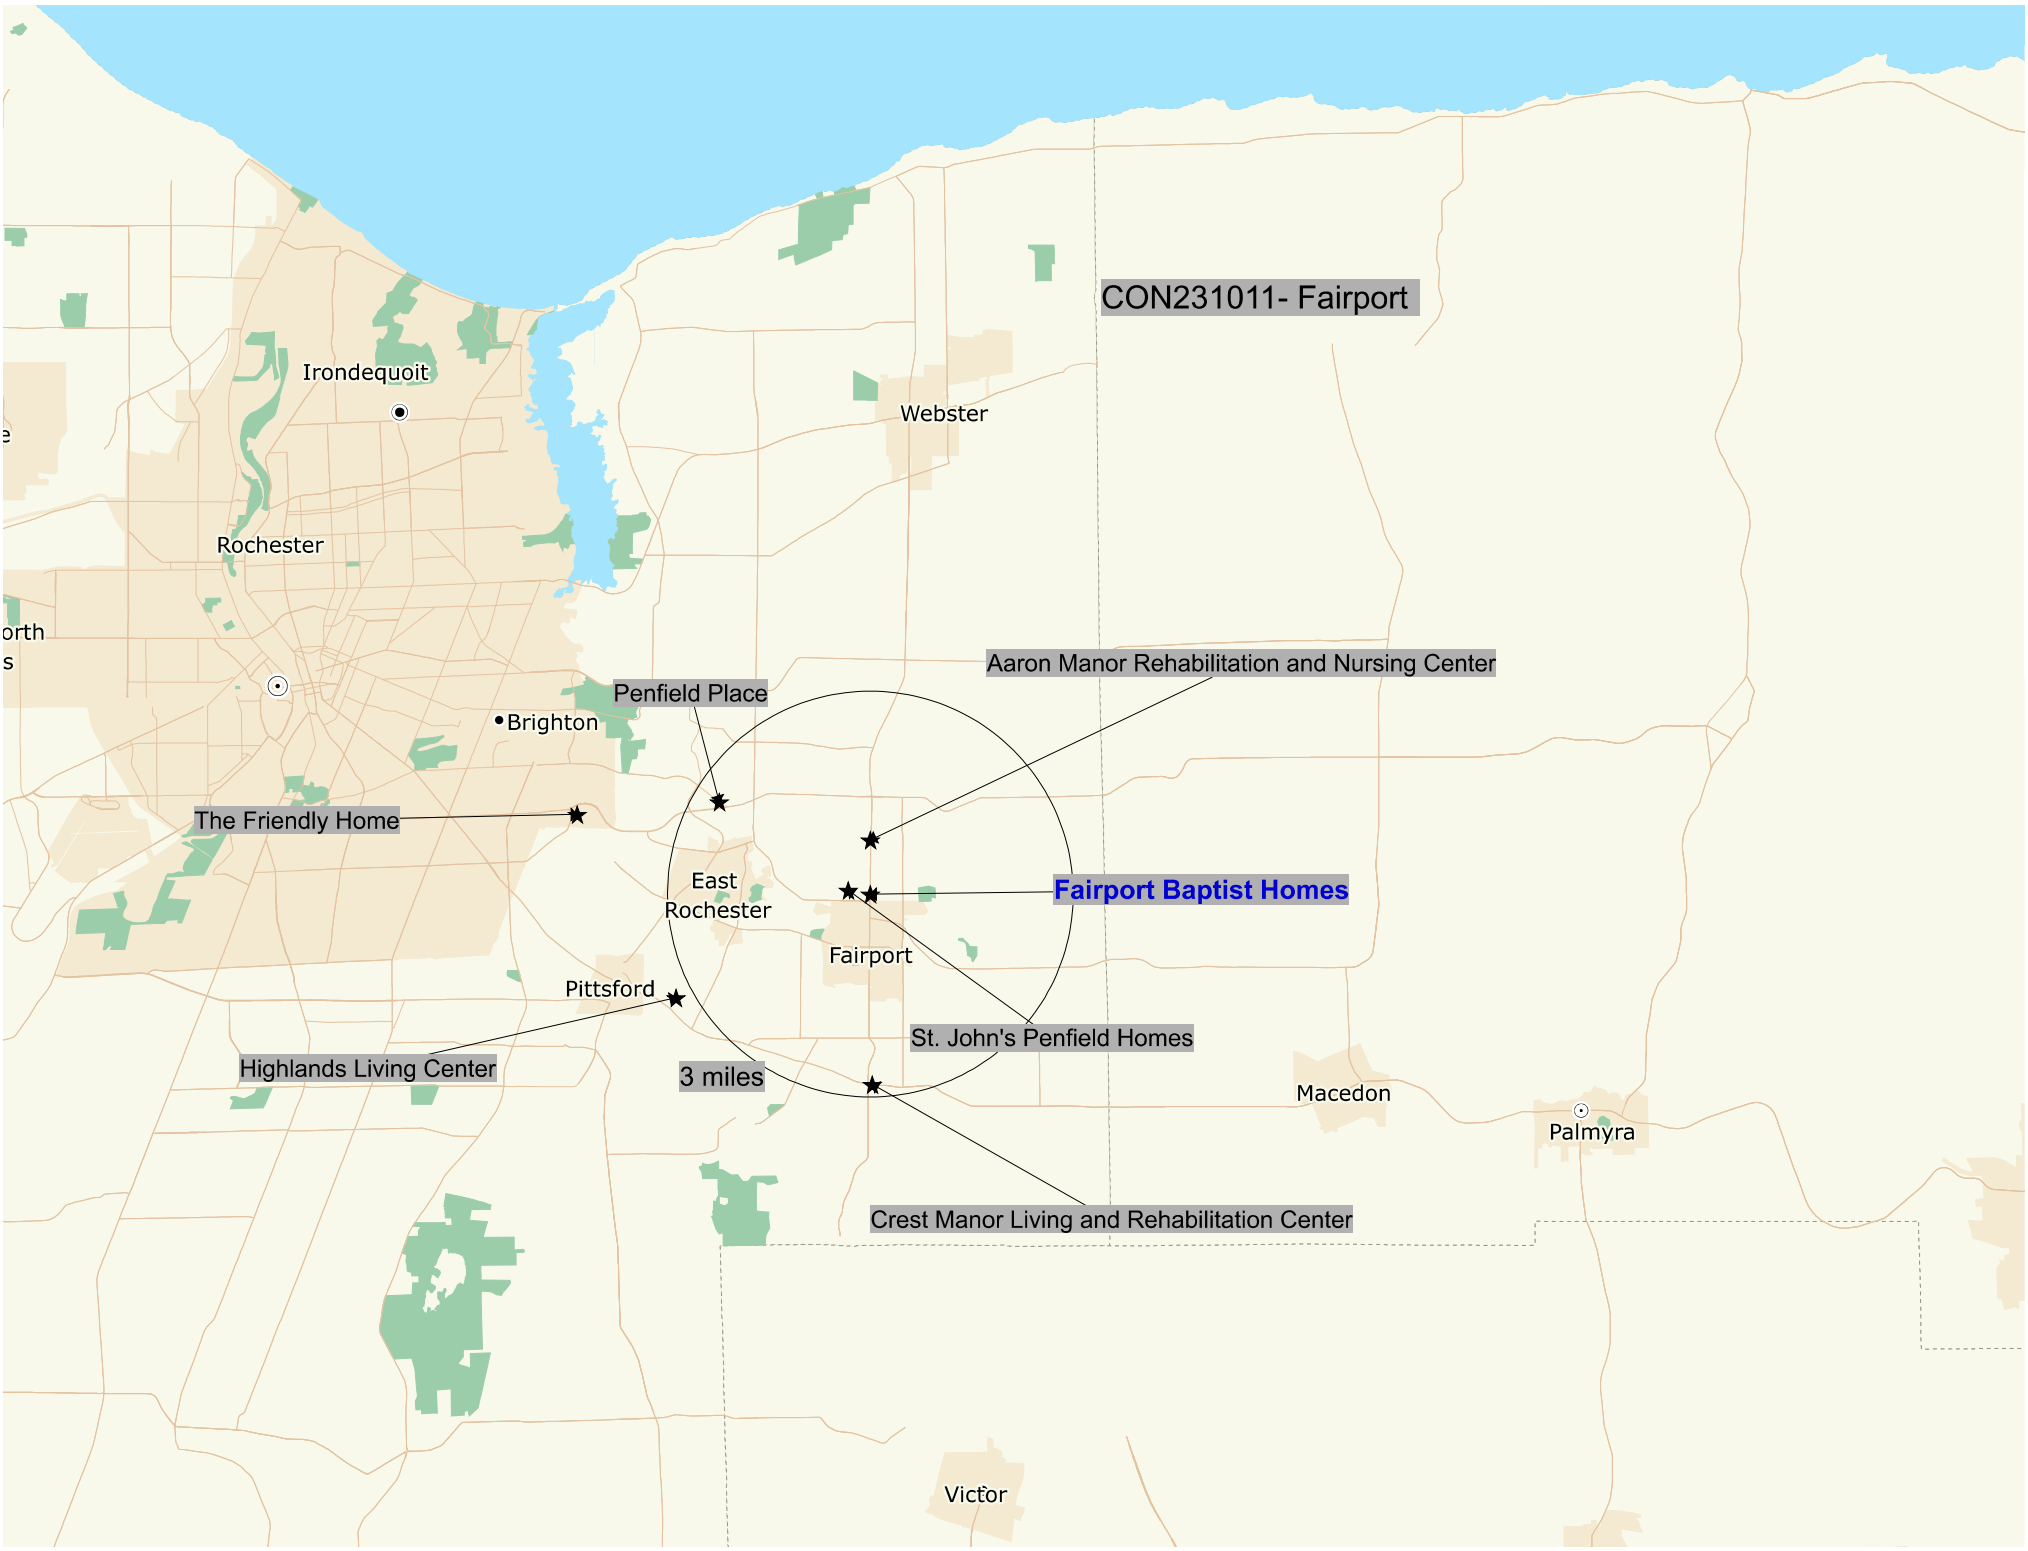 CON231011- Fairport
Irondequoit
Webster
e
Rochester
orth
s
Aaron Manor Rehabilitation and Nursing Center
Penfield Place
Brighton
The Friendly Home
East
Rochester
Fairport Baptist Homes
Fairport
Pittsford
St. John's Penfield Homes
Highlands Living Center
3 miles
Macedon
Palmyra
Crest Manor Living and Rehabilitation Center
Victor